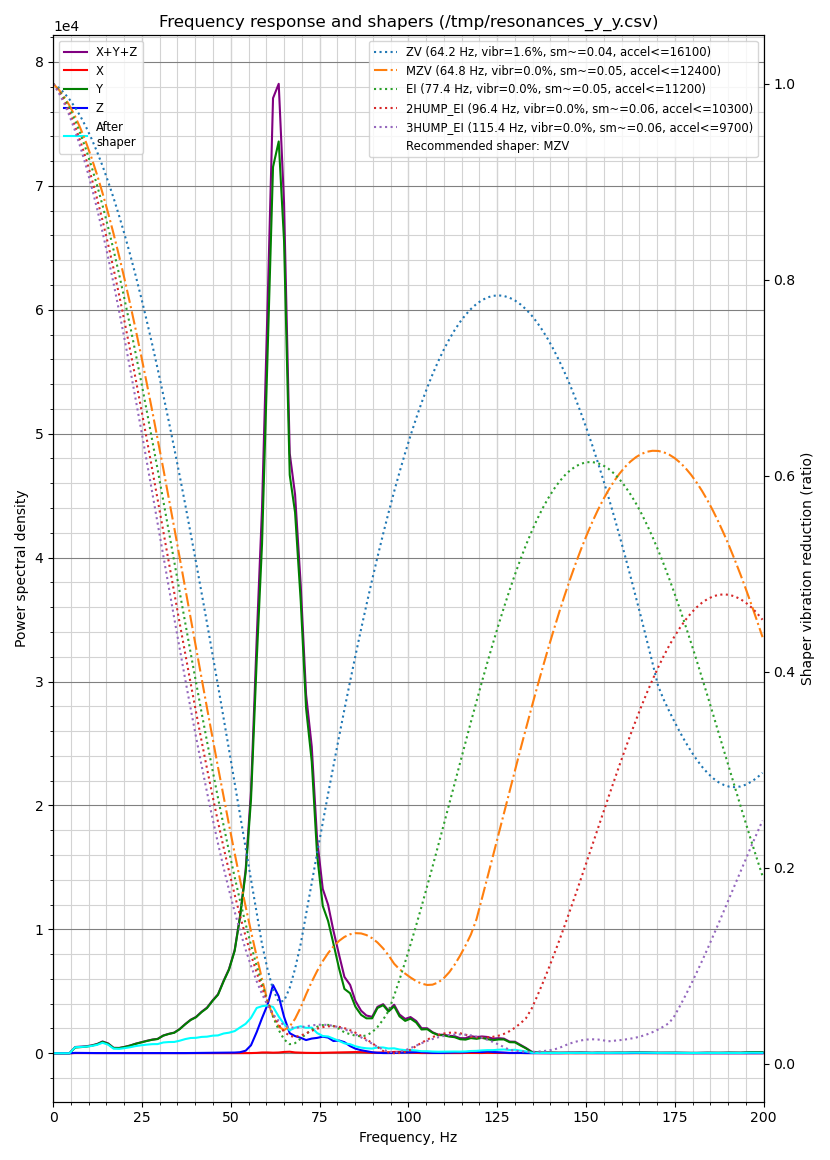 Frequency response and shapers (/tmp/resonances_y_y.csv)
1e4
X+Y+Z
X
Y
Z
After
shaper
ZV (64.2 Hz, vibr=1.6%, sm~=0.04, accel<=16100)
MZV (64.8 Hz, vibr=0.0%, sm~=0.05, accel<=12400)
EI (77.4 Hz, vibr=0.0%, sm~=0.05, accel<=11200)
2HUMP_EI (96.4 Hz, vibr=0.0%, sm~=0.06, accel<=10300)
3HUMP_EI (115.4 Hz, vibr=0.0%, sm~=0.06, accel<=9700)
Recommended shaper: MZV
8
7
6
5
4
3
2
1
0
Power spectral density
1.0
0.8
0.6
0.4
0.2
0.0
Shaper vibration reduction (ratio)
0 25 50 75 100 125 150 175 200
Frequency, Hz